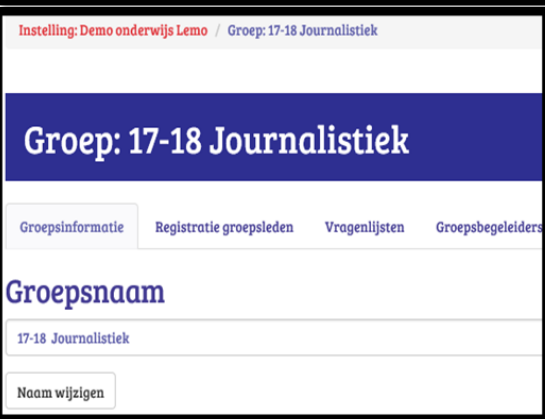 Instelling: Demo onderwijs Lemo / Groep: 17-18 Journalistiek
Groep: 17-18 Journalistiek
Groepsinformatie Registratie groepsleden Vragenlijsten Groepsbegeleiders
Groepsnaam
17-18 Journalistiek
Naam wijzigen